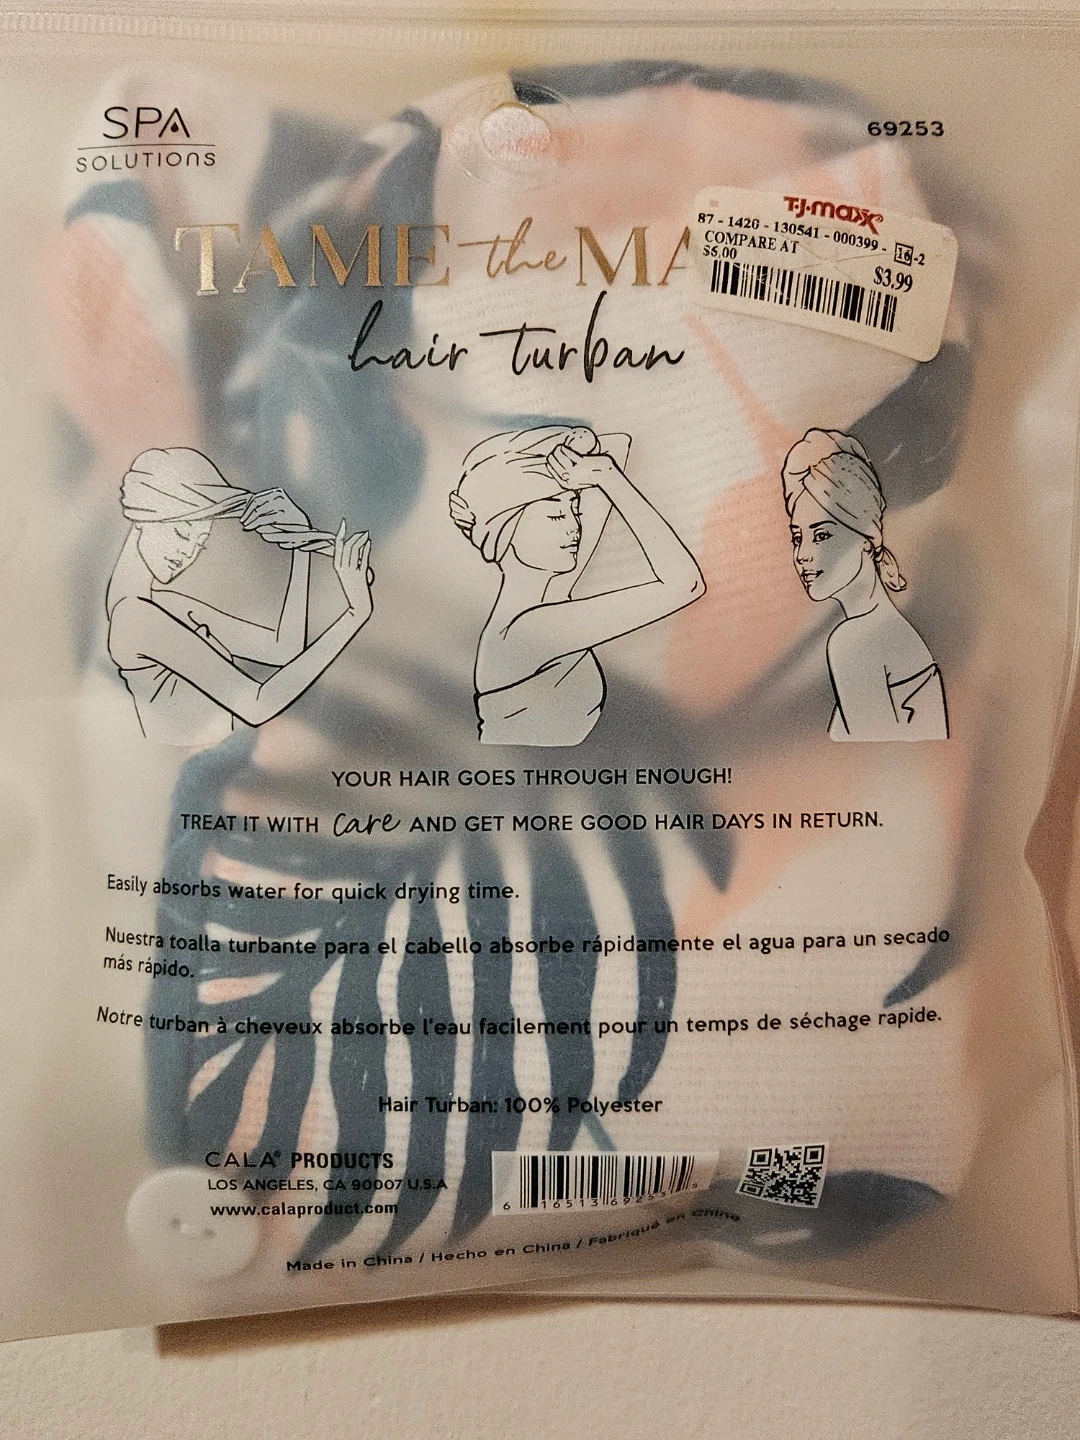 SPA
SOLUTIONS
69253
T·J·maxx®
87 - 1420 - 130541 - 000399 - 16 -2
COMPARE AT
$6.00
$3.99
TAME the MA
hair turban
YOUR HAIR GOES THROUGH ENOUGH!
TREAT IT WITH care AND GET MORE GOOD HAIR DAYS IN RETURN.
Easily absorbs water for quick drying time.
Nuestra toalla turbante para el cabello absorbe rápidamente el agua para un secado
más rápido.
Notre turban à cheveux absorbe l'eau facilement pour un temps de séchage rapide.
Hair Turban: 100% Polyester
CALA® PRODUCTS
LOS ANGELES, CA 90007 U.S.A
www.calaproduct.com
Made in China / Hecho en China / Fabriqué en Chine